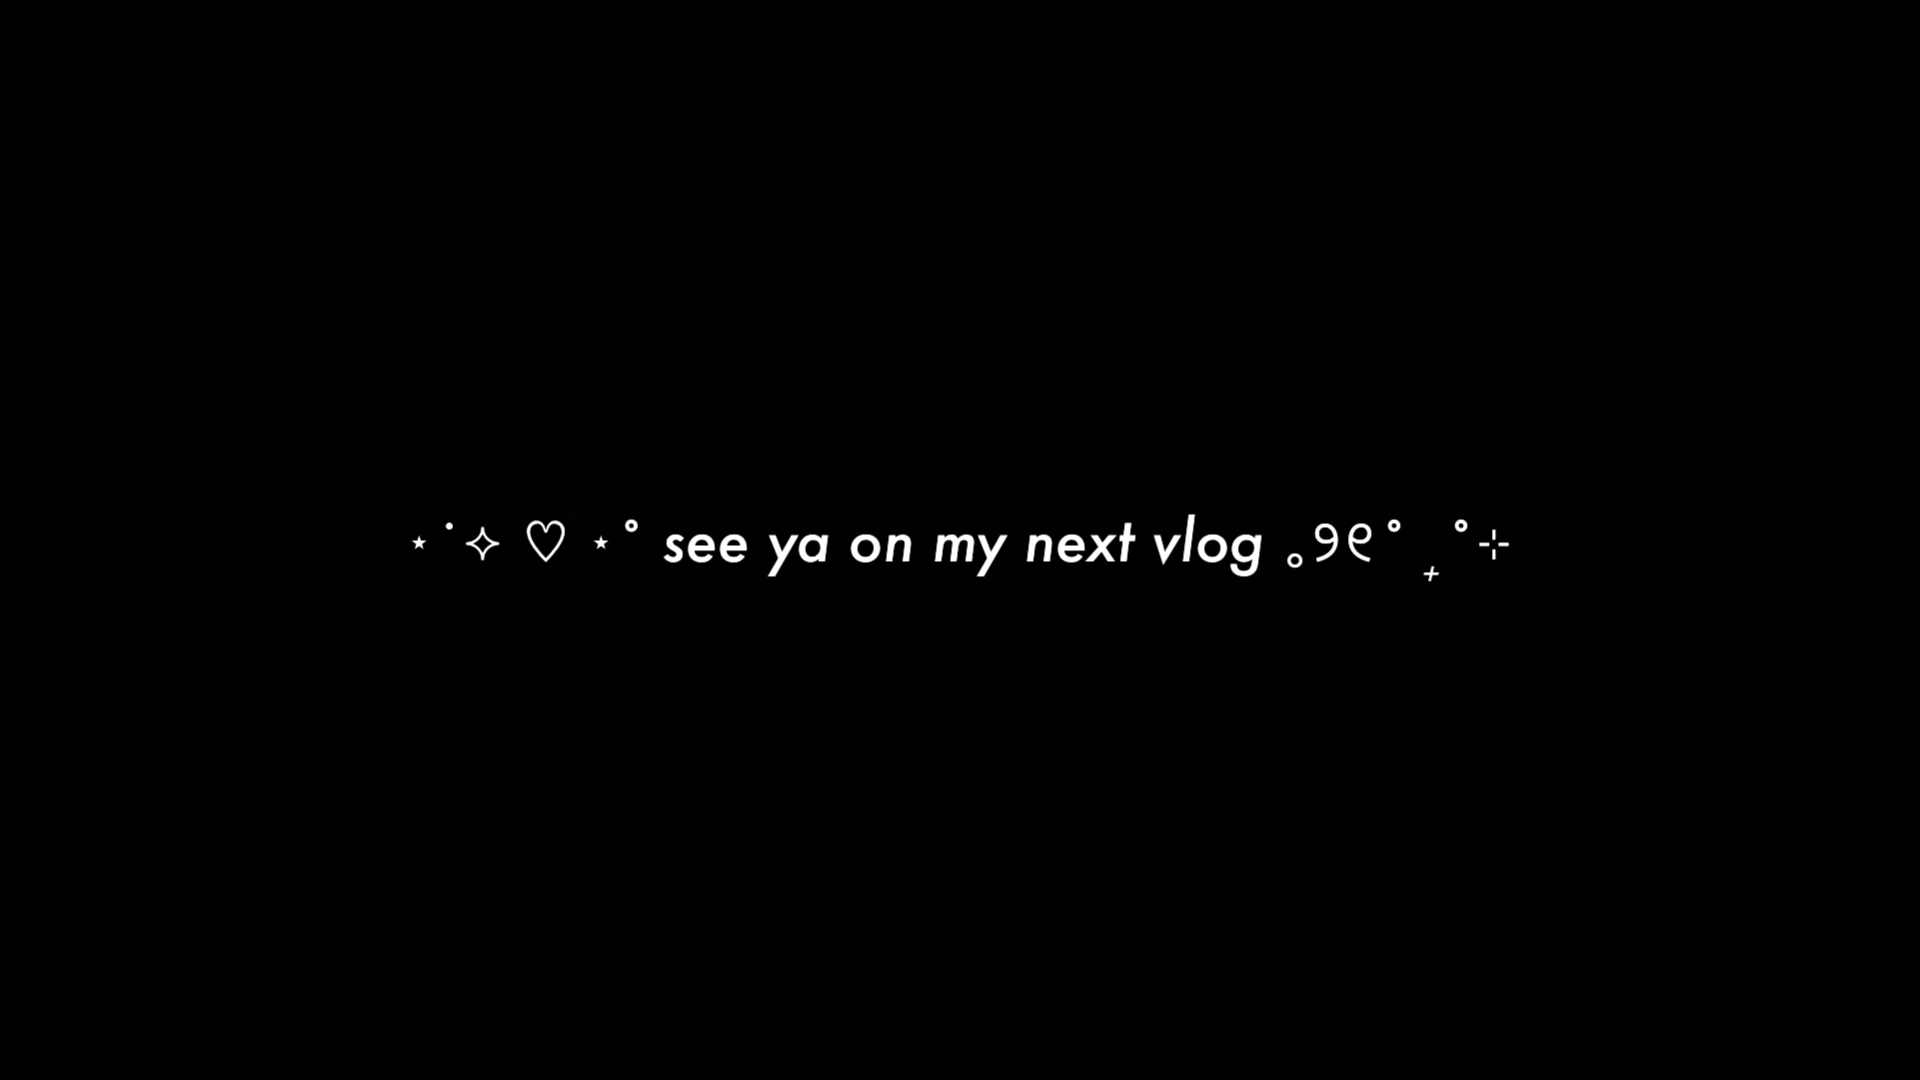 ⋆˙✧ ♡ ⋆° see ya on my next vlog ｡୨୧° ₊°⊹